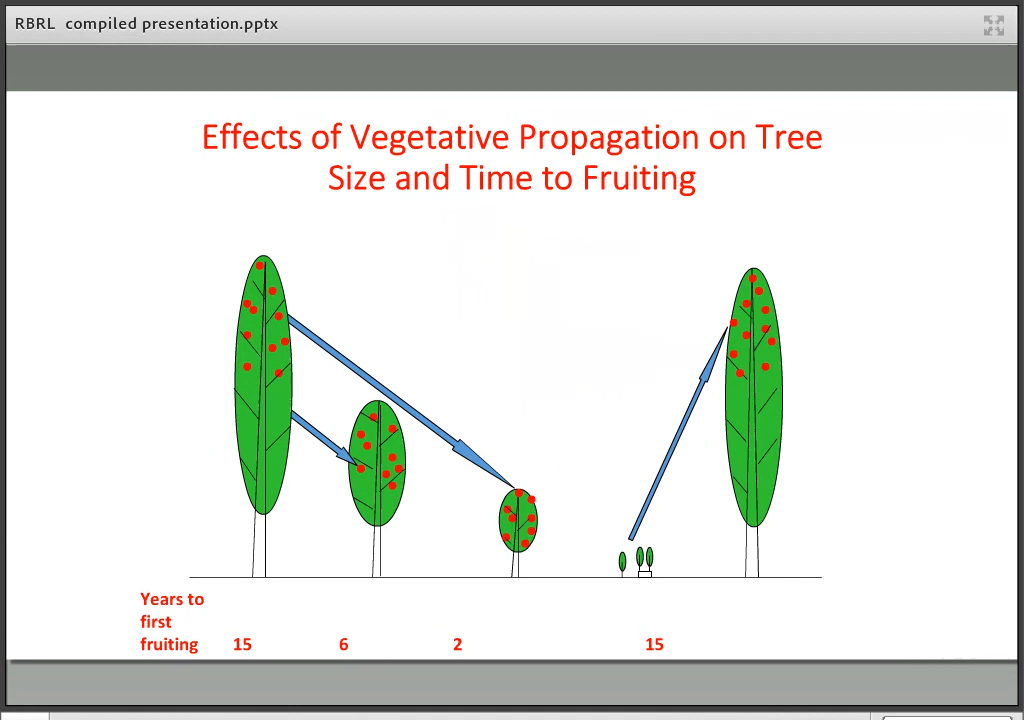 RBRL compiled presentation.pptx
Effects of Vegetative Propagation on Tree
Size and Time to Fruiting
Years to
first
fruiting 15 6 2 15